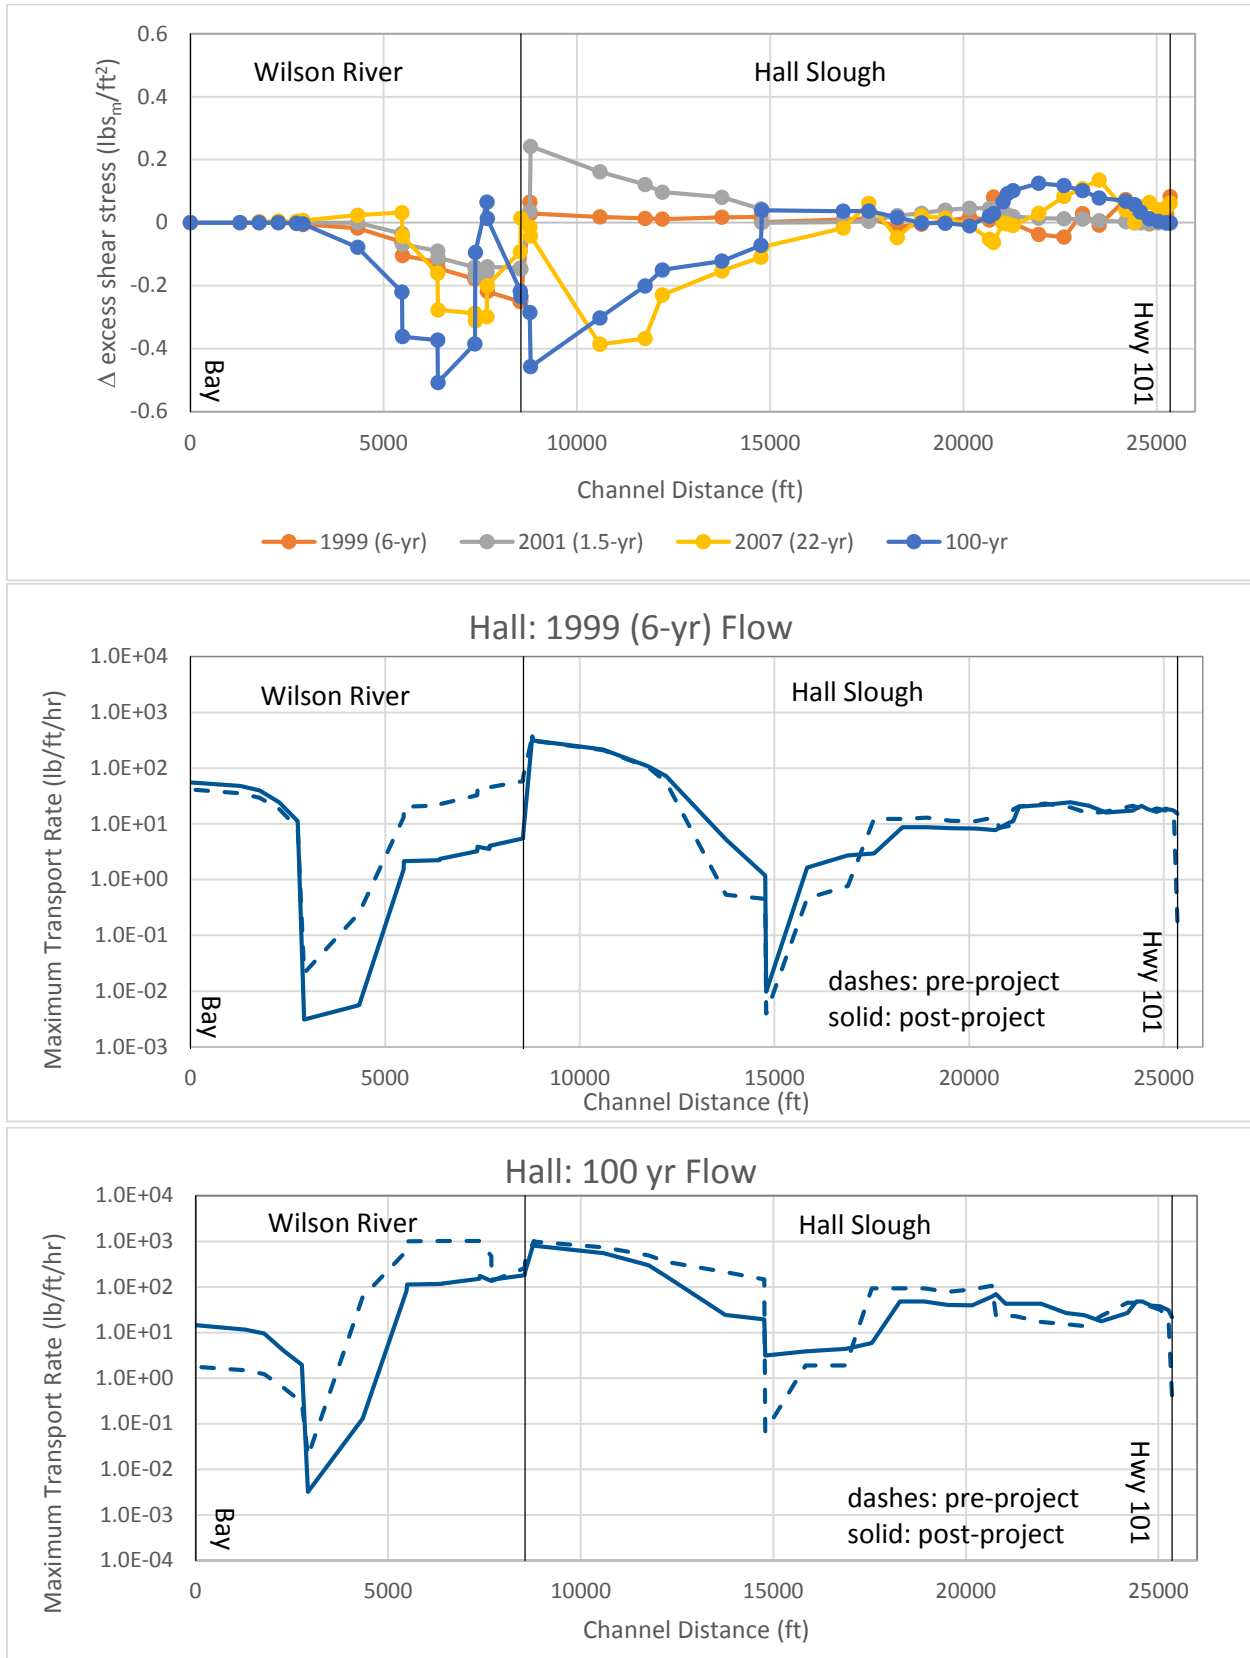 0.6
0.4
0.2
0
-0.2
-0.4
-0.6
Δ excess shear stress (lbsm/ft²)
Wilson River
Hall Slough
Bay
Hwy 101
0 5000 10000 15000 20000 25000
Channel Distance (ft)
1999 (6-yr) 2001 (1.5-yr) 2007 (22-yr) 100-yr
Hall: 1999 (6-yr) Flow
1.0E+04
1.0E+03
1.0E+02
1.0E+01
1.0E+00
1.0E-01
1.0E-02
1.0E-03
Maximum Transport Rate (lb/ft/hr)
Wilson River
Hall Slough
dashes: pre-project
solid: post-project
Bay
Hwy 101
0 5000 10000 15000 20000 25000
Channel Distance (ft)
Hall: 100 yr Flow
1.0E+04
1.0E+03
1.0E+02
1.0E+01
1.0E+00
1.0E-01
1.0E-02
1.0E-03
1.0E-04
Maximum Transport Rate (lb/ft/hr)
Wilson River
Hall Slough
dashes: pre-project
solid: post-project
Bay
Hwy 101
0 5000 10000 15000 20000 25000
Channel Distance (ft)